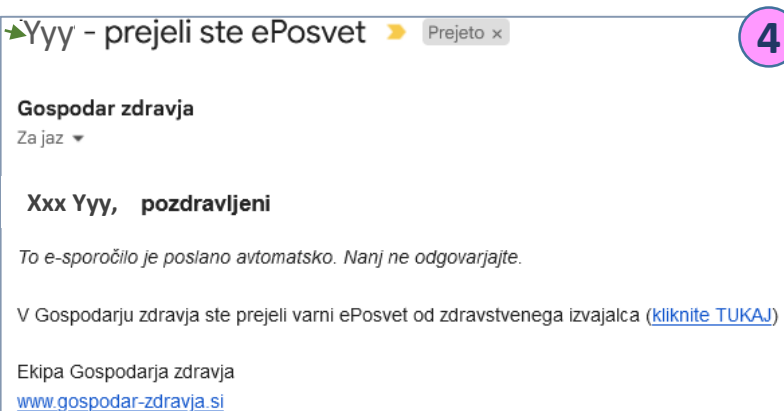 Yyy - prejeli ste ePosvet Prejeto x
4
Gospodar zdravja
Za jaz
Xxx Yyy, pozdravljeni
To e-sporočilo je poslano avtomatsko. Nanj ne odgovarjajte.
V Gospodarju zdravja ste prejeli varni ePosvet od zdravstvenega izvajalca (kliknite TUKAJ)
Ekipa Gospodarja zdravja
www.gospodar-zdravja.si